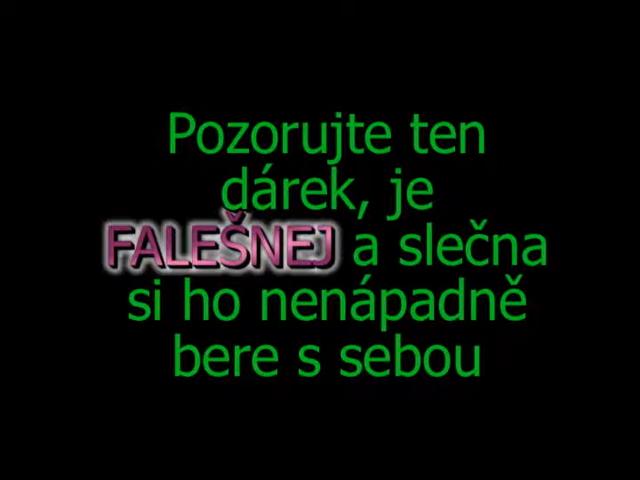 Pozorujte ten
dárek, je
FALEŠNEJ a slečna
si ho nenápadně
bere s sebou